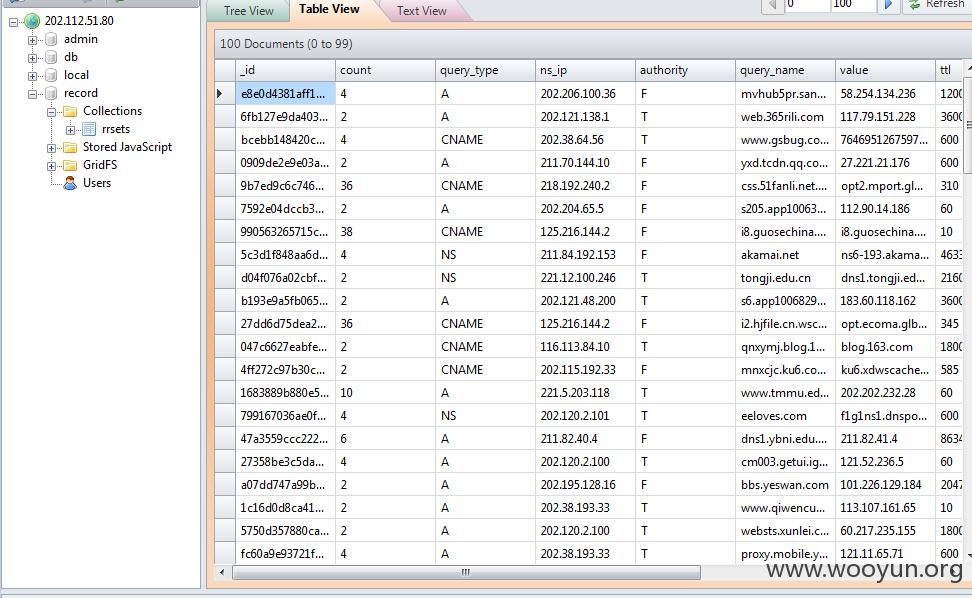 202.112.51.80
admin
db
local
record
Collections
rrsets
Stored JavaScript
GridFS
Users
Tree View Table View Text View 0 100 Refresh
100 Documents (0 to 99)
_id count query_type ns_ip authority query_name value ttl
e8e0d4381aff1... 4 A 202.206.100.36 F mvhub5pr.san... 58.254.134.236 1200
6fb127e9da403... 2 A 202.121.138.1 T web.365rili.com 117.79.151.228 3600
bcebb148420c... 4 CNAME 202.38.64.56 T www.gsbug.co... 7646951267597... 600
0909de2e9e03a... 2 A 211.70.144.10 F yxd.tcdn.qq.co... 27.221.21.176 600
9b7ed9c6c746... 36 CNAME 218.192.240.2 F css.51fanli.net.... opt2.mport.gl... 310
7592e04dccb3... 2 A 202.204.65.5 F s205.app10063... 112.90.14.186 60
990563265715c... 38 CNAME 125.216.144.2 F i8.guosechina.... i8.guosechina.... 10
5c3d1f848aa6d... 4 NS 211.84.192.153 F akamai.net ns6-193.akama... 4633
d04f076a02cbf... 2 NS 221.12.100.246 T tongji.edu.cn dns1.tongji.ed... 2160
b193e9a5fb065... 2 A 202.121.48.200 T s6.app1006829... 183.60.118.162 3600
27dd6d75dea2... 36 CNAME 125.216.144.2 F i2.hjfile.cn.wsc... opt.ecoma.glb... 345
047c6627eabfe... 2 CNAME 116.113.84.10 T qnxymj.blog.1... blog.163.com 1800
4ff272c97b30c... 2 CNAME 202.115.192.33 F mnxcjc.ku6.co... ku6.xdwscache... 585
1683889b880e5... 10 A 221.5.203.118 T www.tmmu.ed... 202.202.232.28 60
799167036ae0f... 4 NS 202.120.2.101 T eeloves.com f1g1ns1.dnspo... 600
47a3559ccc222... 6 A 211.82.40.4 F dns1.ybni.edu.... 211.82.41.4 8634
27358be3c5da... 4 A 202.120.2.100 T cm003.getui.ig... 121.52.236.5 60
a07dd747a99b... 2 A 202.195.128.16 F bbs.yeswan.com 101.226.129.184 2047
1c16d0d8ca41... 2 A 202.38.193.33 T www.qiwencu... 113.107.161.65 10
5750d357880ca... 2 A 202.120.2.100 T websts.xunlei.c... 60.217.235.155 1800
fc60a9e93721f... 4 A 202.38.193.33 T proxy.mobile.y... 121.11.65.71 600
www.wooyun.org